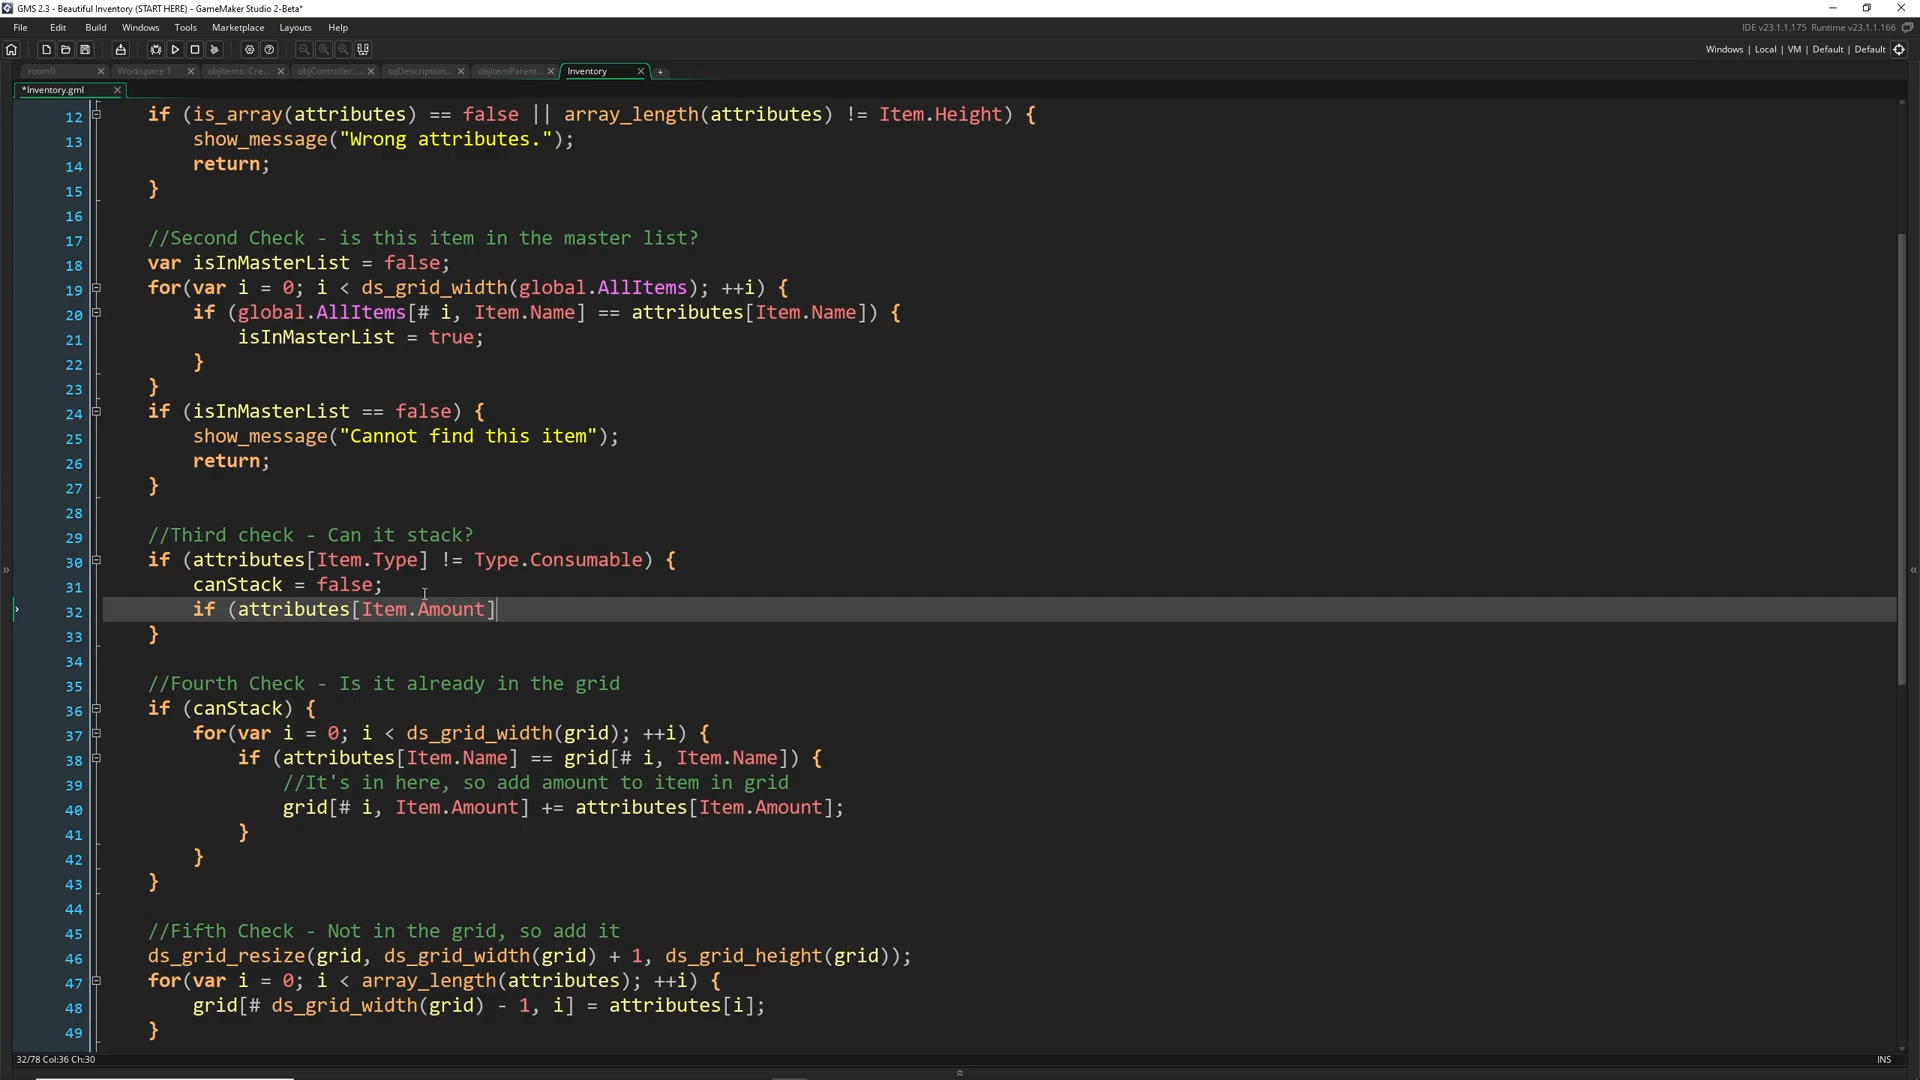 GMS 2.3 - Beautiful Inventory (START HERE) - GameMaker Studio 2-Beta*
File Edit Build Windows Tools Marketplace Layouts Help
IDE v23.1.1.175 Runtime v23.1.1.166
Windows | Local | VM | Default | Default
room0 Workspace 1 objItems: Cre... objController: ... sqDescription... objItemParent... Inventory
*Inventory.gml
12 if (is_array(attributes) == false || array_length(attributes) != Item.Height) {
13 show_message("Wrong attributes.");
14 return;
15 }
16
17 //Second Check - is this item in the master list?
18 var isInMasterList = false;
19 for(var i = 0; i < ds_grid_width(global.AllItems); ++i) {
20 if (global.AllItems[# i, Item.Name] == attributes[Item.Name]) {
21 isInMasterList = true;
22 }
23 }
24 if (isInMasterList == false) {
25 show_message("Cannot find this item");
26 return;
27 }
28
29 //Third check - Can it stack?
30 if (attributes[Item.Type] != Type.Consumable) {
31 canStack = false;
32 if (attributes[Item.Amount]
33 }
34
35 //Fourth Check - Is it already in the grid
36 if (canStack) {
37 for(var i = 0; i < ds_grid_width(grid); ++i) {
38 if (attributes[Item.Name] == grid[# i, Item.Name]) {
39 //It's in here, so add amount to item in grid
40 grid[# i, Item.Amount] += attributes[Item.Amount];
41 }
42 }
43 }
44
45 //Fifth Check - Not in the grid, so add it
46 ds_grid_resize(grid, ds_grid_width(grid) + 1, ds_grid_height(grid));
47 for(var i = 0; i < array_length(attributes); ++i) {
48 grid[# ds_grid_width(grid) - 1, i] = attributes[i];
49 }
32/78 Col:36 Ch:30
INS